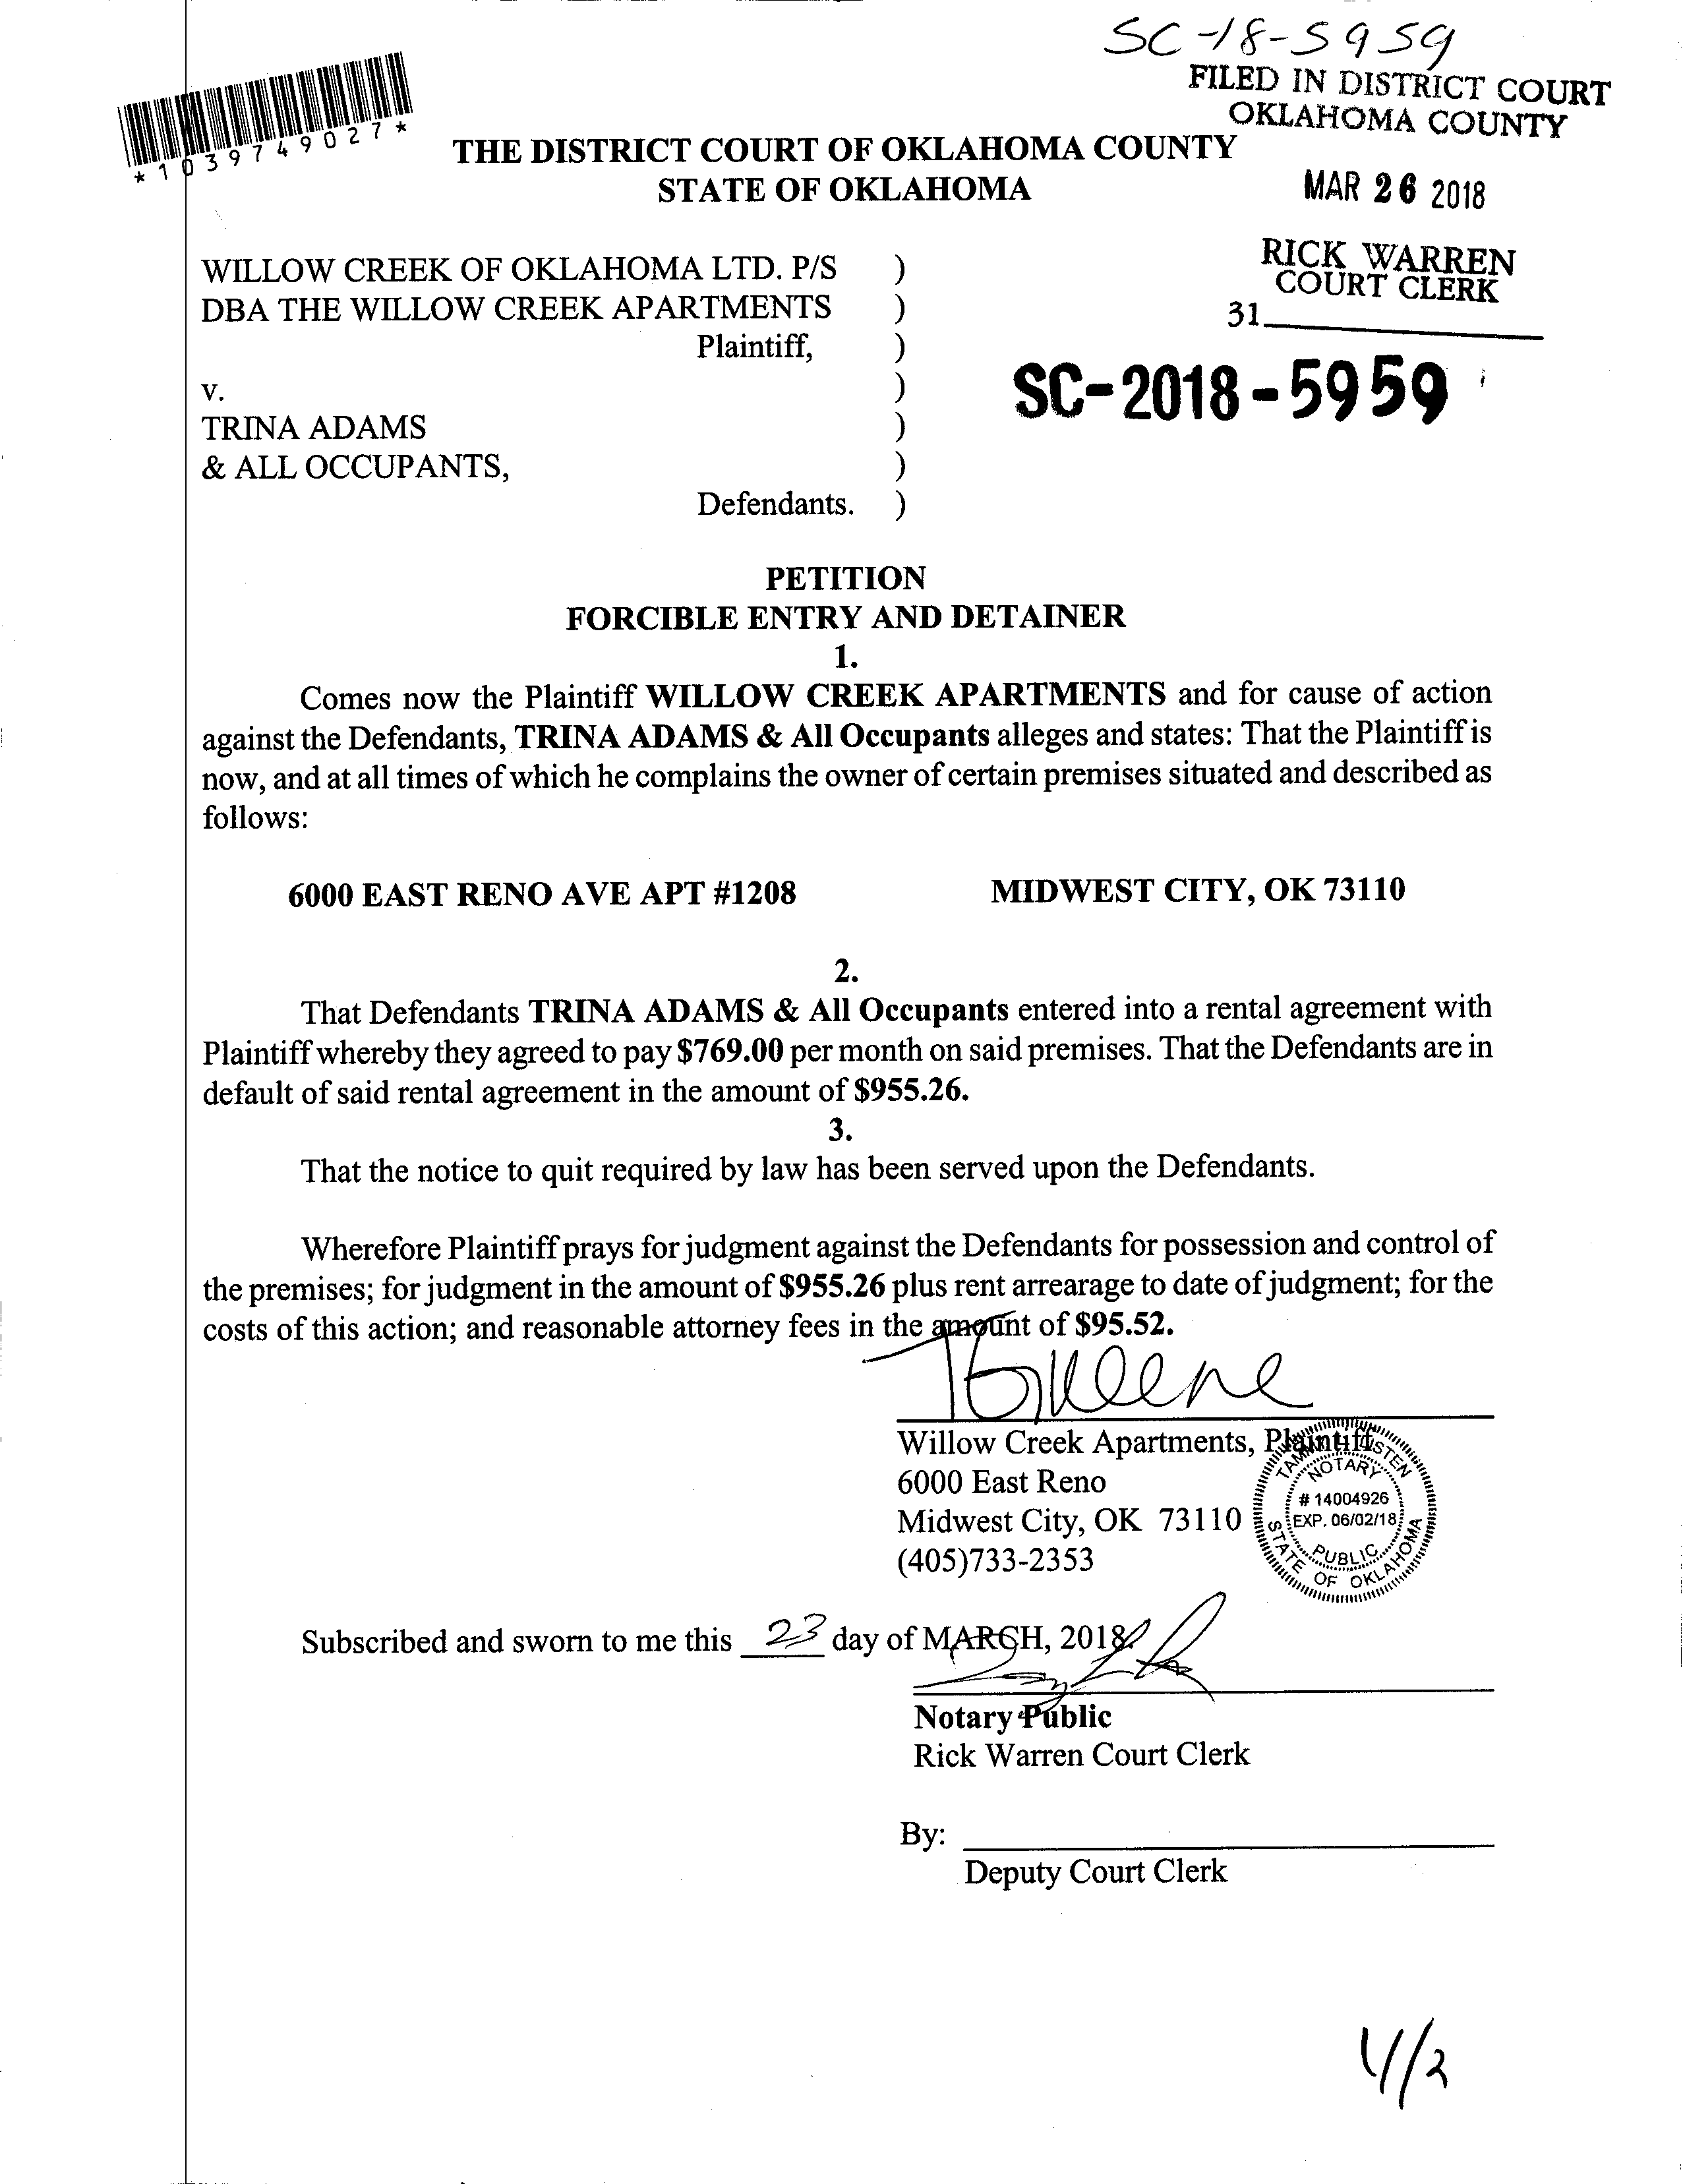 SC-18-5959
FILED IN DISTRICT COURT
OKLAHOMA COUNTY
*1039749027*
THE DISTRICT COURT OF OKLAHOMA COUNTY
STATE OF OKLAHOMA
MAR 26 2018
RICK WARREN
COURT CLERK
31
WILLOW CREEK OF OKLAHOMA LTD. P/S )
DBA THE WILLOW CREEK APARTMENTS )
Plaintiff, )
v. )
TRINA ADAMS )
& ALL OCCUPANTS, )
Defendants. )
SC-2018-5959
PETITION
FORCIBLE ENTRY AND DETAINER
1.
Comes now the Plaintiff WILLOW CREEK APARTMENTS and for cause of action
against the Defendants, TRINA ADAMS & All Occupants alleges and states: That the Plaintiff is
now, and at all times of which he complains the owner of certain premises situated and described as
follows:
6000 EAST RENO AVE APT #1208 MIDWEST CITY, OK 73110
2.
That Defendants TRINA ADAMS & All Occupants entered into a rental agreement with
Plaintiff whereby they agreed to pay $769.00 per month on said premises. That the Defendants are in
default of said rental agreement in the amount of $955.26.
3.
That the notice to quit required by law has been served upon the Defendants.
Wherefore Plaintiff prays for judgment against the Defendants for possession and control of
the premises; for judgment in the amount of $955.26 plus rent arrearage to date of judgment; for the
costs of this action; and reasonable attorney fees in the amount of $95.52.
Willow Creek Apartments, Plaintiff
6000 East Reno
Midwest City, OK 73110
(405)733-2353
NOTARY
# 14004926
EXP. 06/02/18
PUBLIC
STATE OF OKLAHOMA
Subscribed and sworn to me this 23 day of MARCH, 2018.
Notary Public
Rick Warren Court Clerk
By:
Deputy Court Clerk
4/2